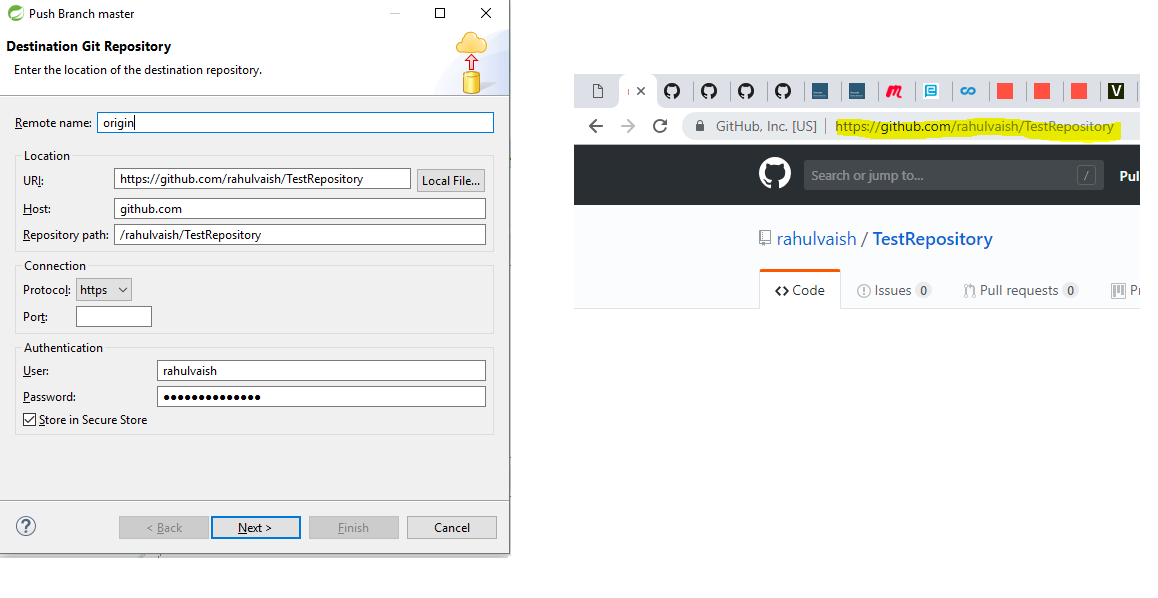 Push Branch master
Destination Git Repository
Enter the location of the destination repository.
Remote name: origin
Location
URI: https://github.com/rahulvaish/TestRepository Local File...
Host: github.com
Repository path: /rahulvaish/TestRepository
Connection
Protocol: https
Port:
Authentication
User: rahulvaish
Password: ●●●●●●●●●●●●●●
Store in Secure Store
? < Back Next > Finish Cancel
V
GitHub, Inc. [US] https://github.com/rahulvaish/TestRepository
Search or jump to... / Pul
rahulvaish / TestRepository
Code Issues 0 Pull requests 0 Pr